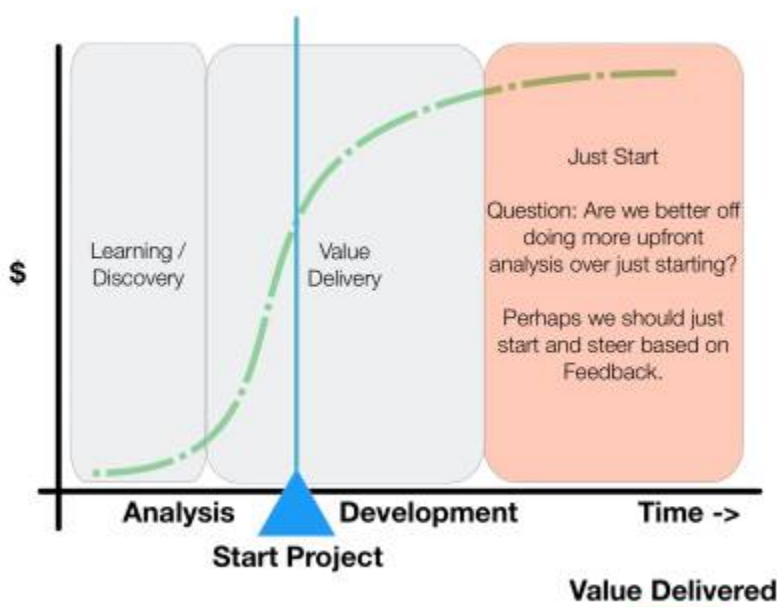 Just Start
Question: Are we better off
doing more upfront
analysis over just starting?
Perhaps we should just
start and steer based on
Feedback.
Learning /
Discovery
Value
Delivery
$
Analysis
Development
Time ->
Start Project
Value Delivered